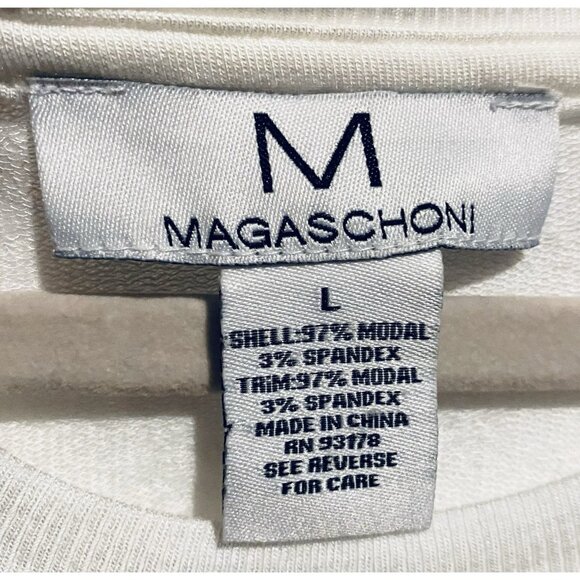 M
MAGASCHONI
L
SHELL:97% MODAL
3% SPANDEX
TRIM:97% MODAL
3% SPANDEX
MADE IN CHINA
RN 93178
SEE REVERSE
FOR CARE